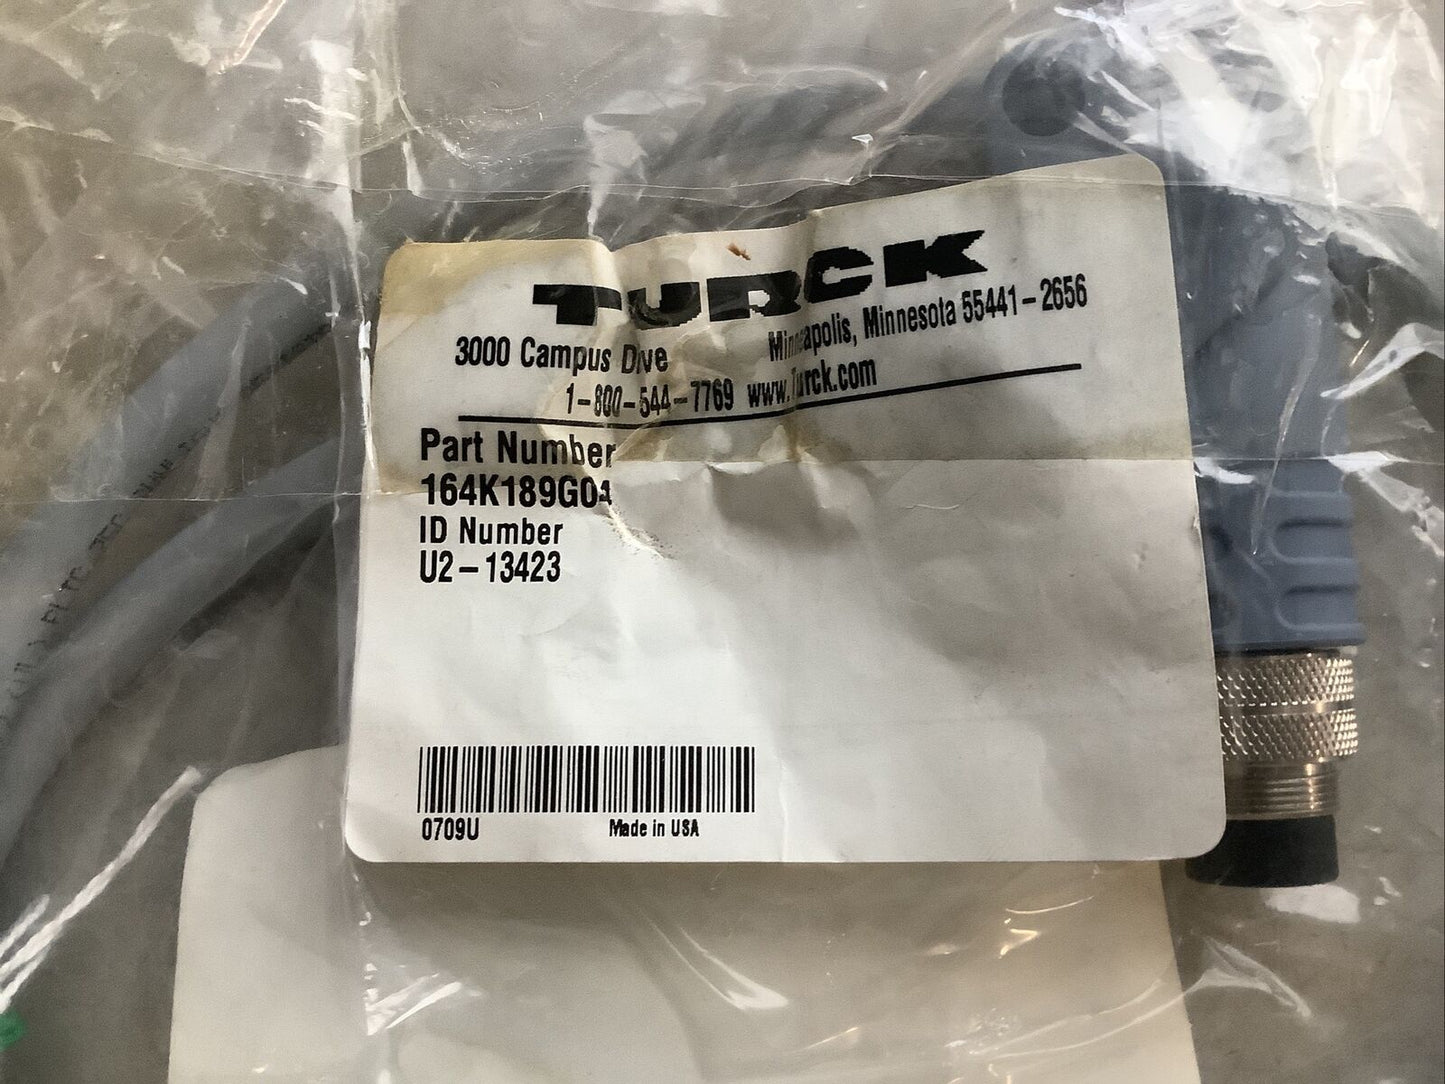 TURCK
3000 Campus Drive Minneapolis, Minnesota 55441-2656
1-800-544-7769 www.Turck.com
Part Number
164K189G04
ID Number
U2-13423
0709U Made in USA